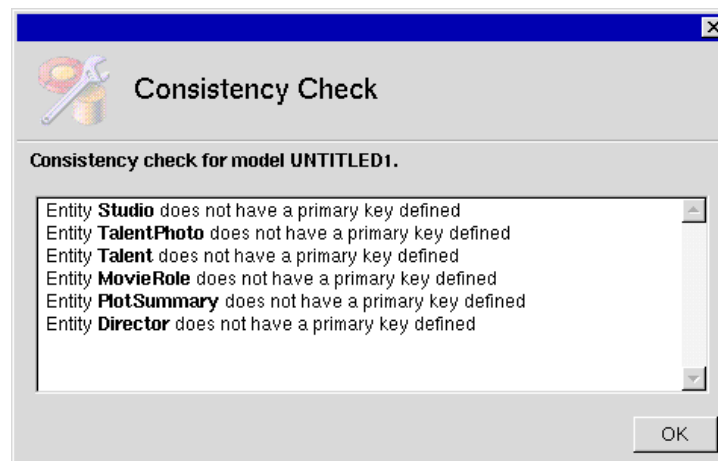 Consistency Check
Consistency check for model UNTITLED1.
Entity Studio does not have a primary key defined
Entity TalentPhoto does not have a primary key defined
Entity Talent does not have a primary key defined
Entity MovieRole does not have a primary key defined
Entity PlotSummary does not have a primary key defined
Entity Director does not have a primary key defined
OK